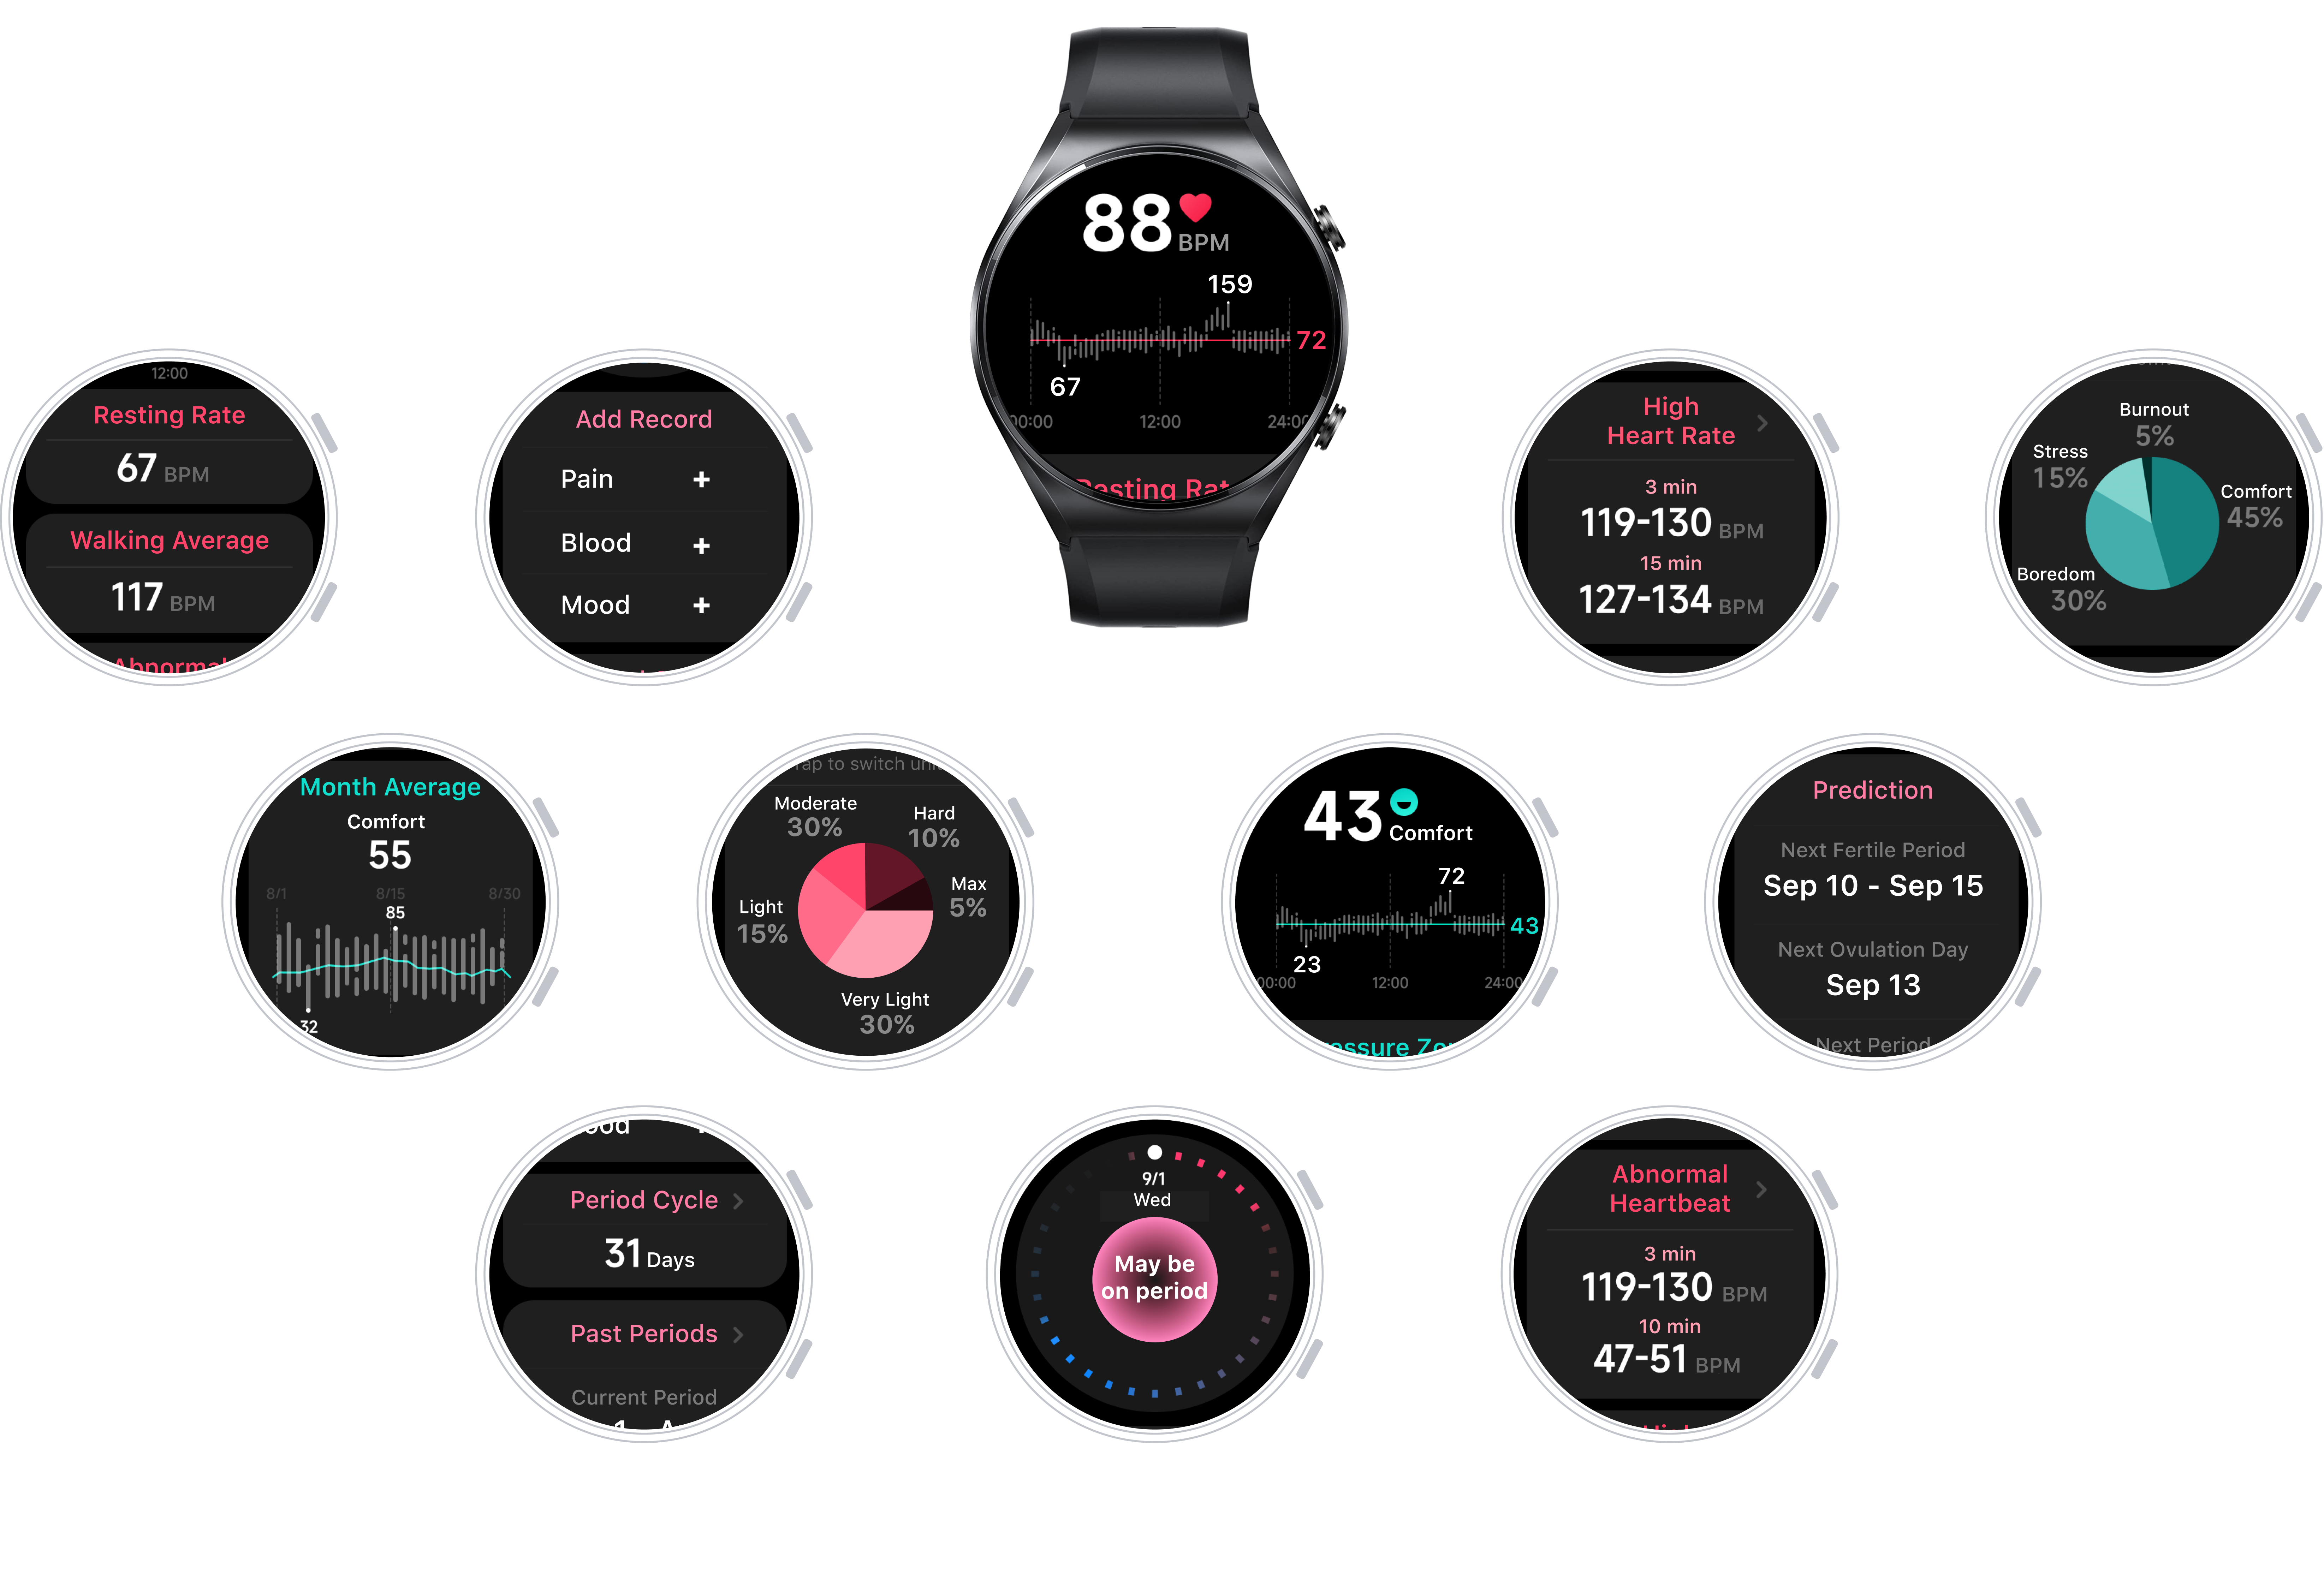 88
BPM
159
72
67
00:00 12:00 24:00
Resting Rat
12:00
Resting Rate
67 BPM
Walking Average
117 BPM
Abnormal
Add Record
Pain +
Blood +
Mood +
High
Heart Rate
3 min
119-130 BPM
15 min
127-134 BPM
Burnout
5%
Stress
15%
Comfort
45%
Boredom
30%
Month Average
Comfort
55
8/1 8/15 8/30
85
32
Tap to switch uni
Moderate
30%
Hard
10%
Max
5%
Light
15%
Very Light
30%
43
Comfort
72
43
23
00:00 12:00 24:00
ressure Zon
Prediction
Next Fertile Period
Sep 10 - Sep 15
Next Ovulation Day
Sep 13
Next Period
ood
Period Cycle
31 Days
Past Periods
Current Period
9/1
Wed
May be
on period
Abnormal
Heartbeat
3 min
119-130 BPM
10 min
47-51 BPM